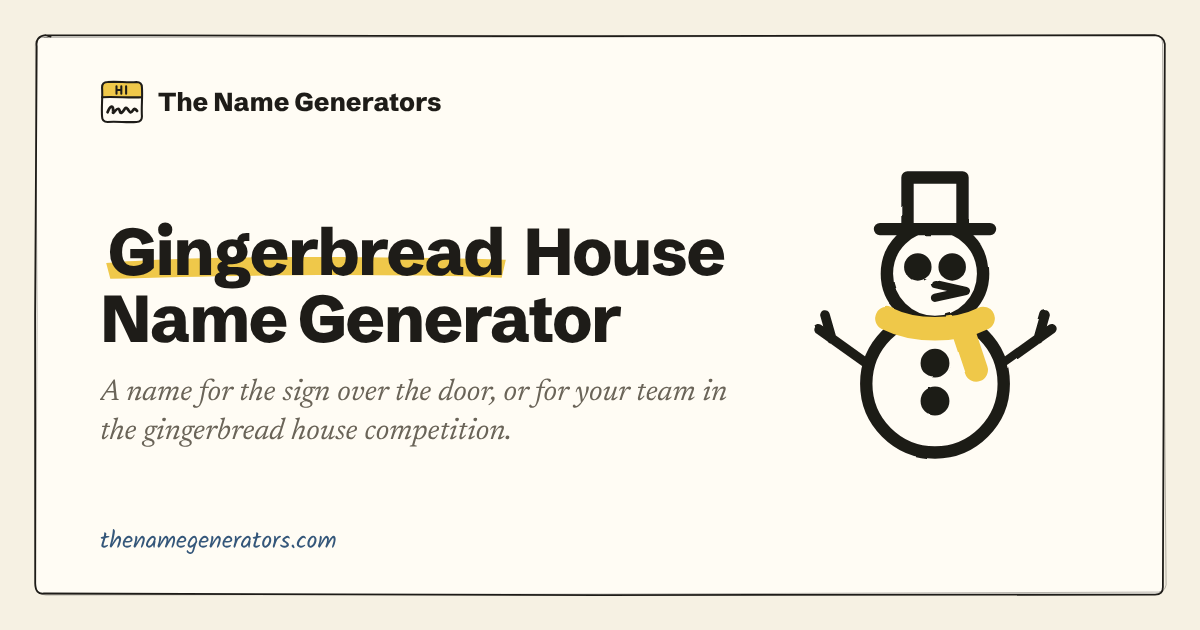 HI
The Name Generators
Gingerbread House
Name Generator
A name for the sign over the door, or for your team in
the gingerbread house competition.
thenamegenerators.com